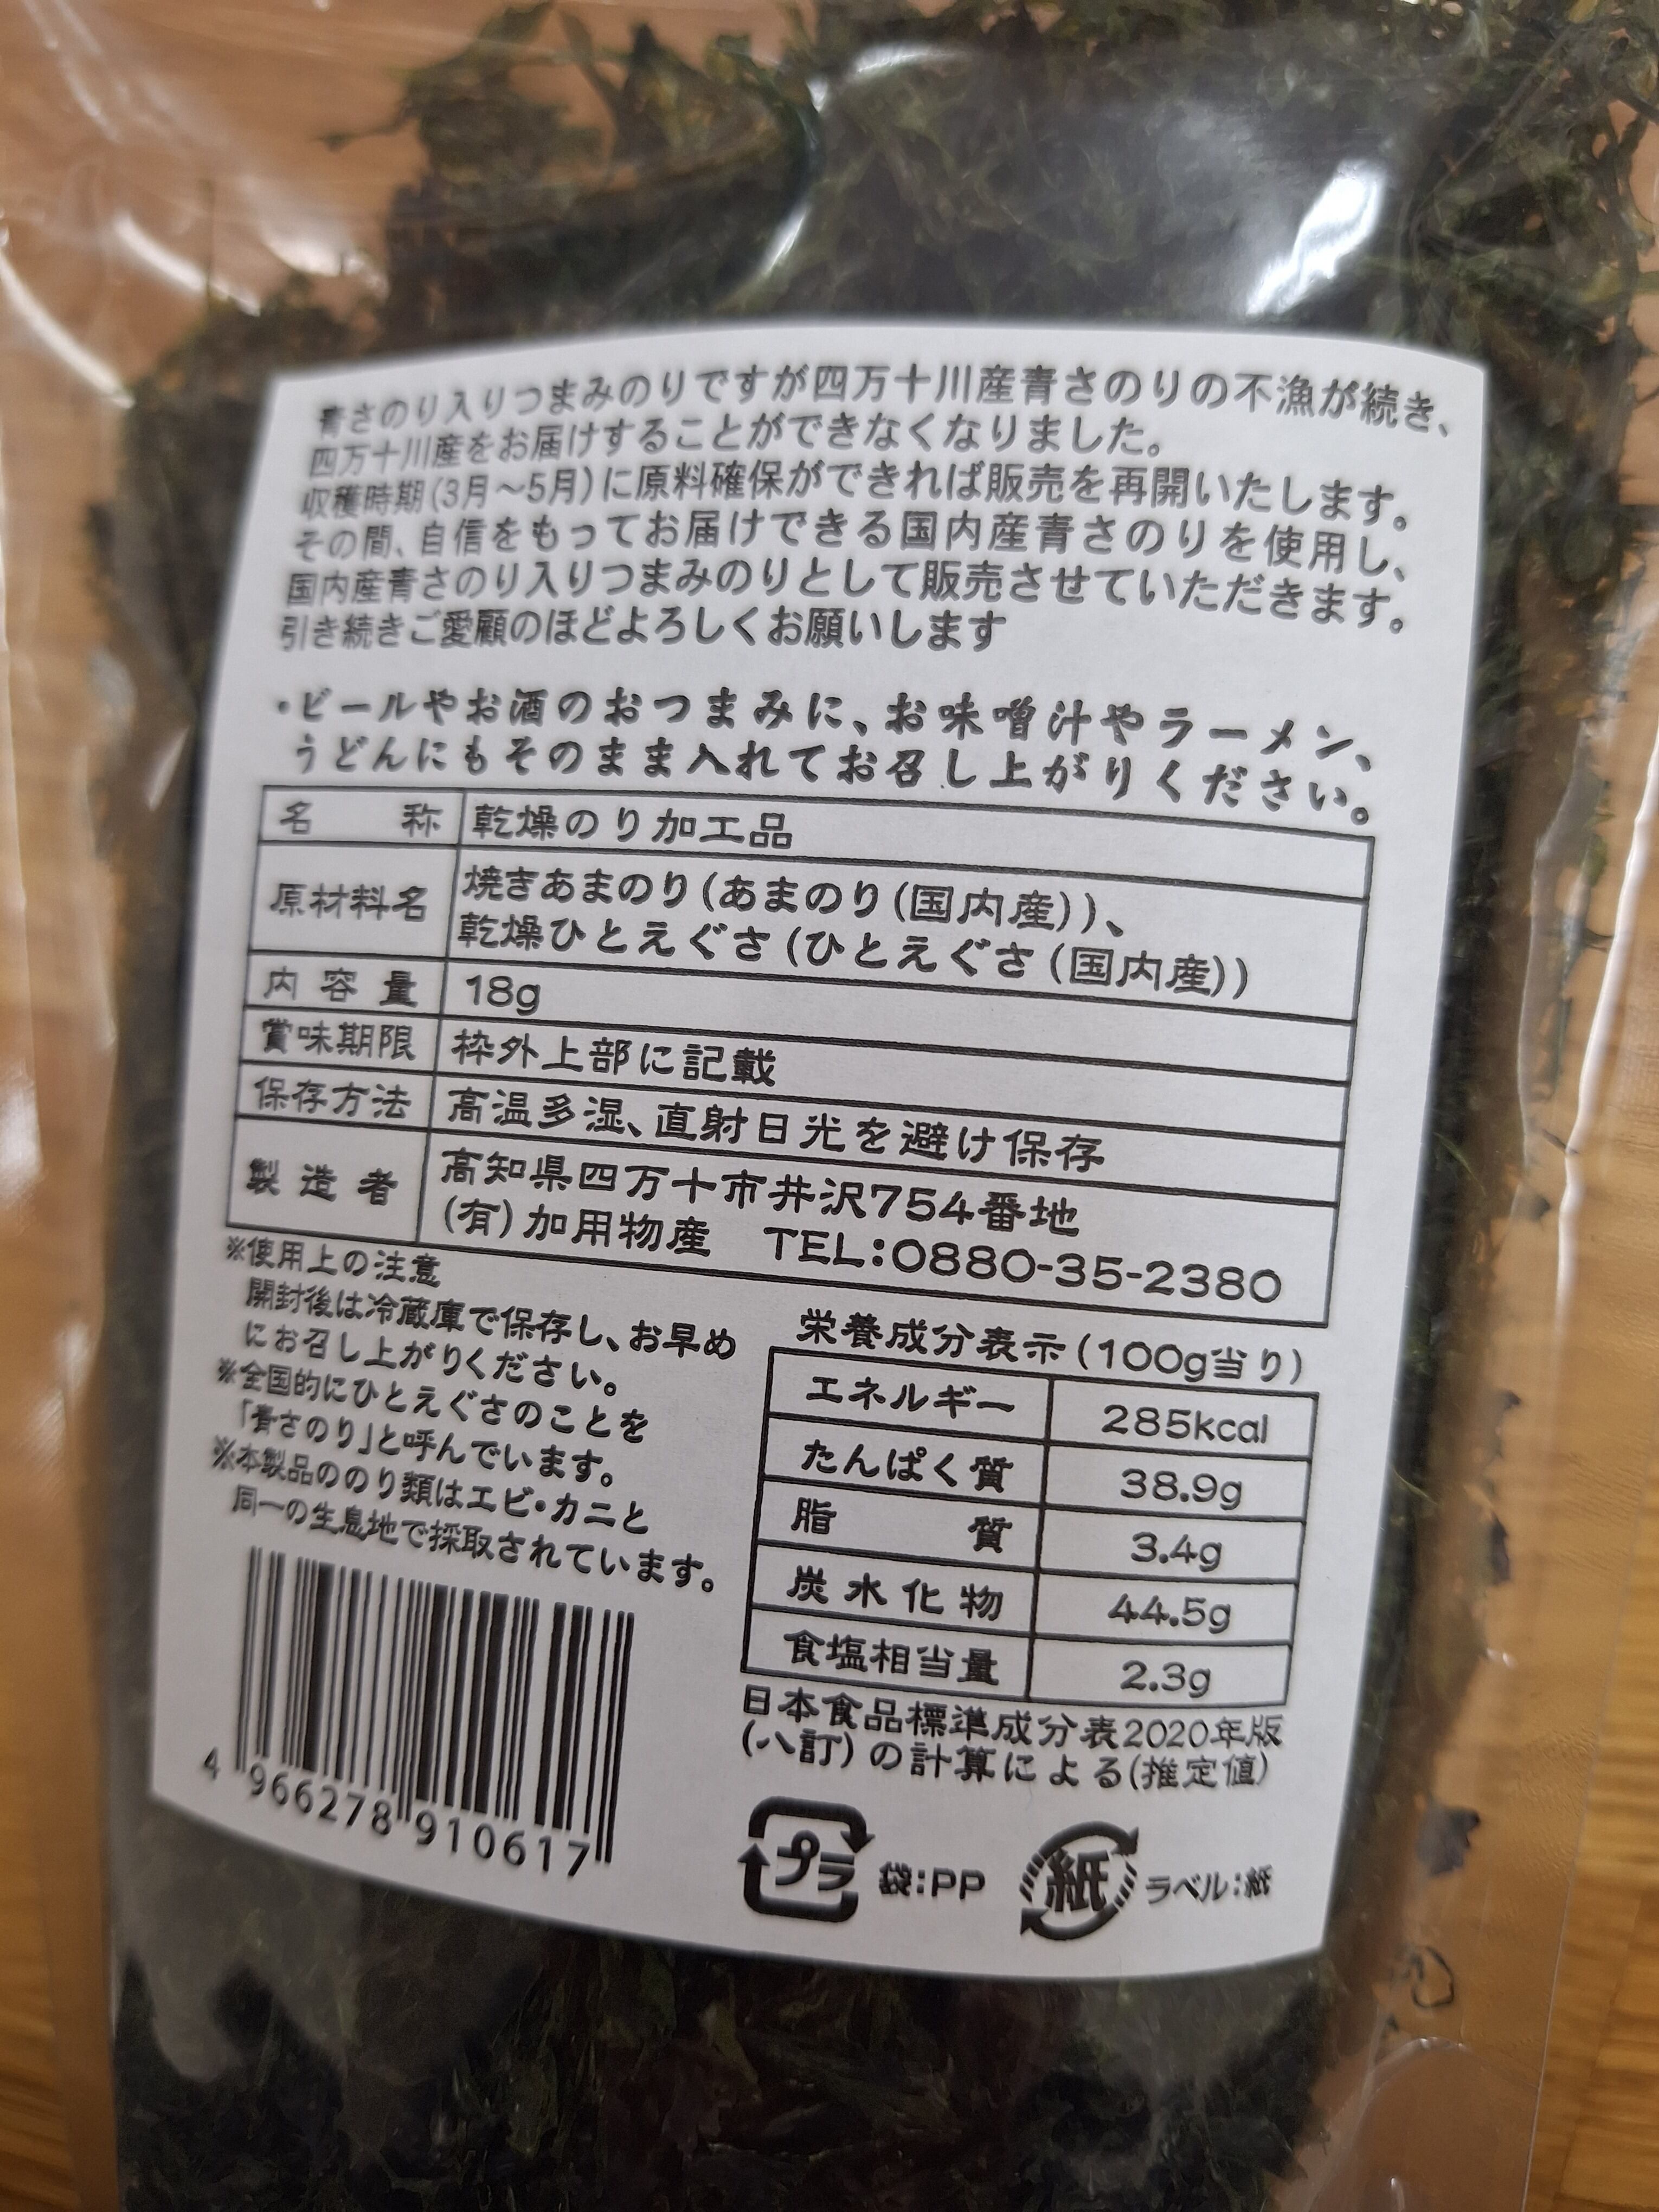 青さのり入りつまみのりですが四万十川産青さのりの不漁が続き、
四万十川産をお届けすることができなくなりました。
収穫時期(3月～5月)に原料確保ができれば販売を再開いたします。
その間、自信をもってお届けできる国内産青さのりを使用し、
国内産青さのり入りつまみのりとして販売させていただきます。
引き続きご愛顧のほどよろしくお願いします
・ビールやお酒のおつまみに、お味噌汁やラーメン、
うどんにもそのまま入れてお召し上がりください。
名称 乾燥のり加工品
原材料名 焼きあまのり(あまのり(国内産))、
乾燥ひとえぐさ(ひとえぐさ(国内産))
内容量 18g
賞味期限 枠外上部に記載
保存方法 高温多湿、直射日光を避け保存
製造者 高知県四万十市井沢754番地
(有)加用物産 TEL:0880-35-2380
※使用上の注意
開封後は冷蔵庫で保存し、お早め
にお召し上がりください。
※全国的にひとえぐさのことを
「青さのり」と呼んでいます。
※本製品ののり類はエビ・カニと
同一の生息地で採取されています。
栄養成分表示(100g当り)
エネルギー 285kcal
たんぱく質 38.9g
脂質 3.4g
炭水化物 44.5g
食塩相当量 2.3g
日本食品標準成分表2020年版
(八訂)の計算による(推定値)
4 966278 910617
プラ 袋:PP 紙 ラベル:紙